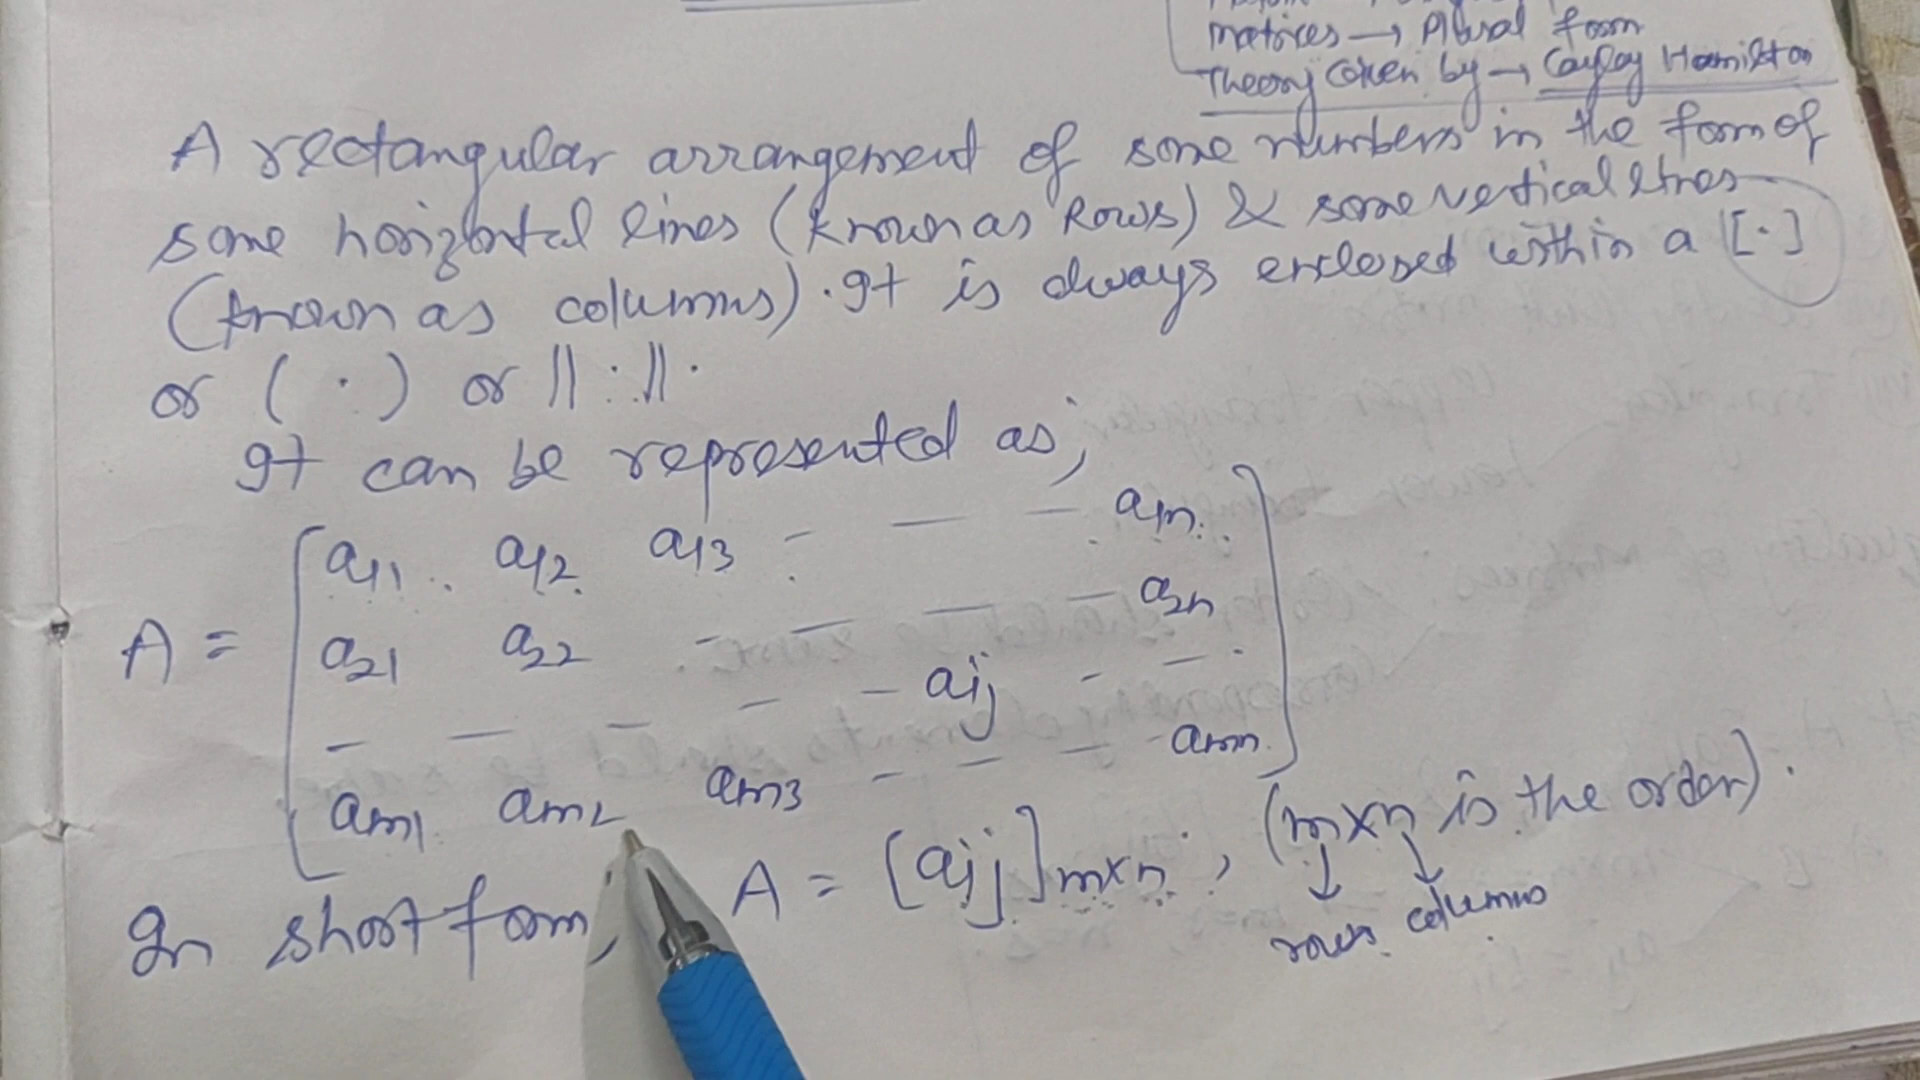 matrices → Plural form
Theory Given by → Cayley Hamilton
A rectangular arrangement of some numbers in the form of
some horizontal lines (known as Rows) & some vertical lines
(known as columns). It is always enclosed within a [·]
or ( · ) or || : ||.
It can be represented as,
A = [ a11 a12 a13 - — - a1n
a21 a22 - — — - a2n
- — - - - aij - - -
am1 am2 am3 - - - amn ]
In short form, A = [aij]m×n, (m×n is the order).
rows columns